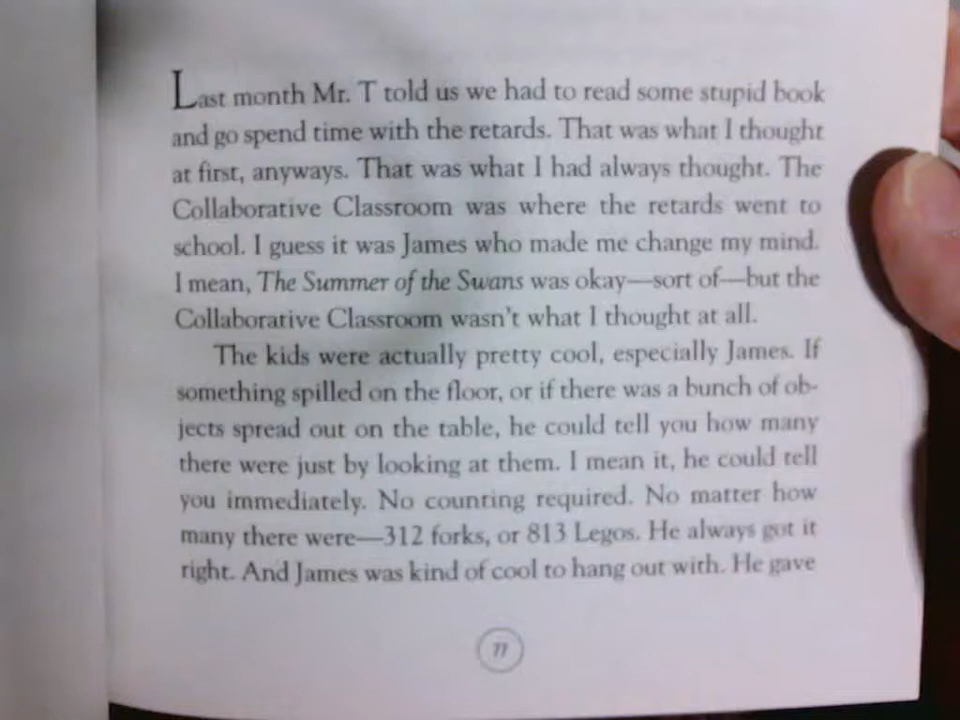 Last month Mr. T told us we had to read some stupid book
and go spend time with the retards. That was what I thought
at first, anyways. That was what I had always thought. The
Collaborative Classroom was where the retards went to
school. I guess it was James who made me change my mind.
I mean, The Summer of the Swans was okay—sort of—but the
Collaborative Classroom wasn't what I thought at all.
The kids were actually pretty cool, especially James. If
something spilled on the floor, or if there was a bunch of ob-
jects spread out on the table, he could tell you how many
there were just by looking at them. I mean it, he could tell
you immediately. No counting required. No matter how
many there were—312 forks, or 813 Legos. He always got it
right. And James was kind of cool to hang out with. He gave
77